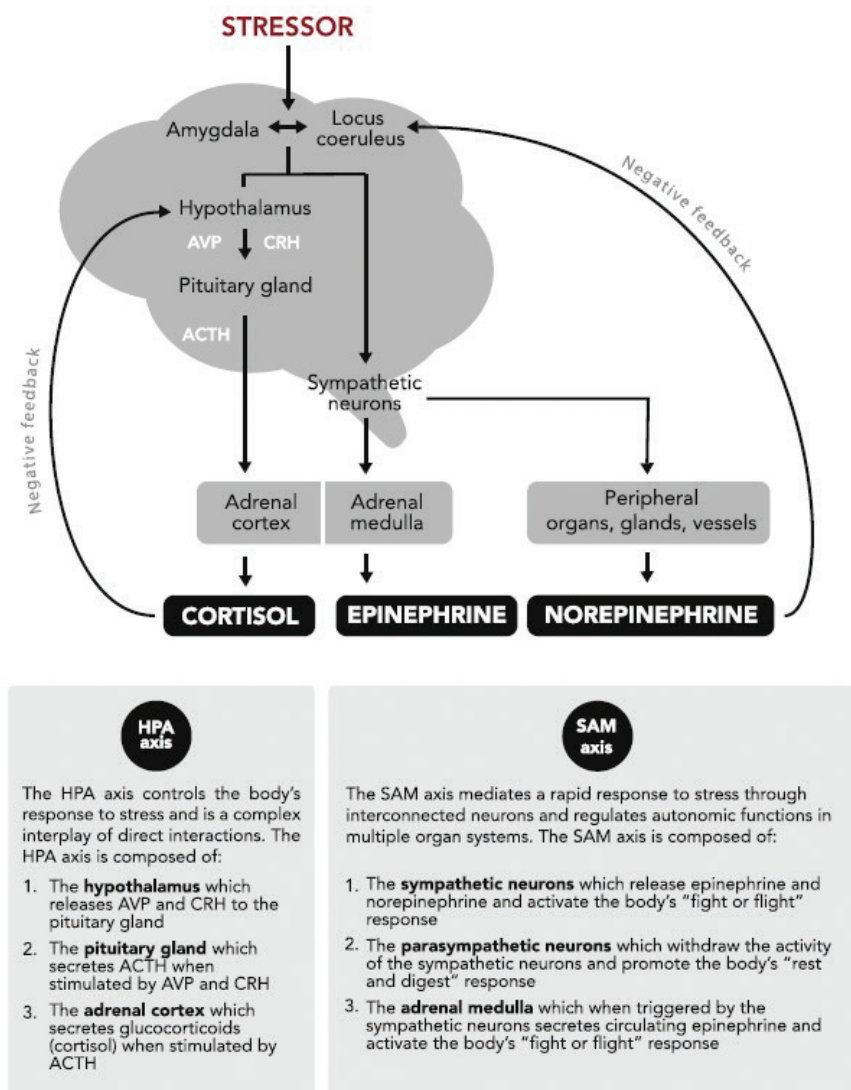 STRESSOR
Amygdala
Locus
coeruleus
Negative feedback
Hypothalamus
AVP
CRH
Pituitary gland
ACTH
Negative feedback
Sympathetic
neurons
Adrenal
cortex
Adrenal
medulla
Peripheral
organs, glands, vessels
CORTISOL
EPINEPHRINE
NOREPINEPHRINE
HPA
axis
The HPA axis controls the body's
response to stress and is a complex
interplay of direct interactions. The
HPA axis is composed of:
1. The hypothalamus which
releases AVP and CRH to the
pituitary gland
2. The pituitary gland which
secretes ACTH when
stimulated by AVP and CRH
3. The adrenal cortex which
secretes glucocorticoids
(cortisol) when stimulated by
ACTH
SAM
axis
The SAM axis mediates a rapid response to stress through
interconnected neurons and regulates autonomic functions in
multiple organ systems. The SAM axis is composed of:
1. The sympathetic neurons which release epinephrine and
norepinephrine and activate the body's "fight or flight"
response
2. The parasympathetic neurons which withdraw the activity
of the sympathetic neurons and promote the body's "rest
and digest" response
3. The adrenal medulla which when triggered by the
sympathetic neurons secretes circulating epinephrine and
activate the body's "fight or flight" response